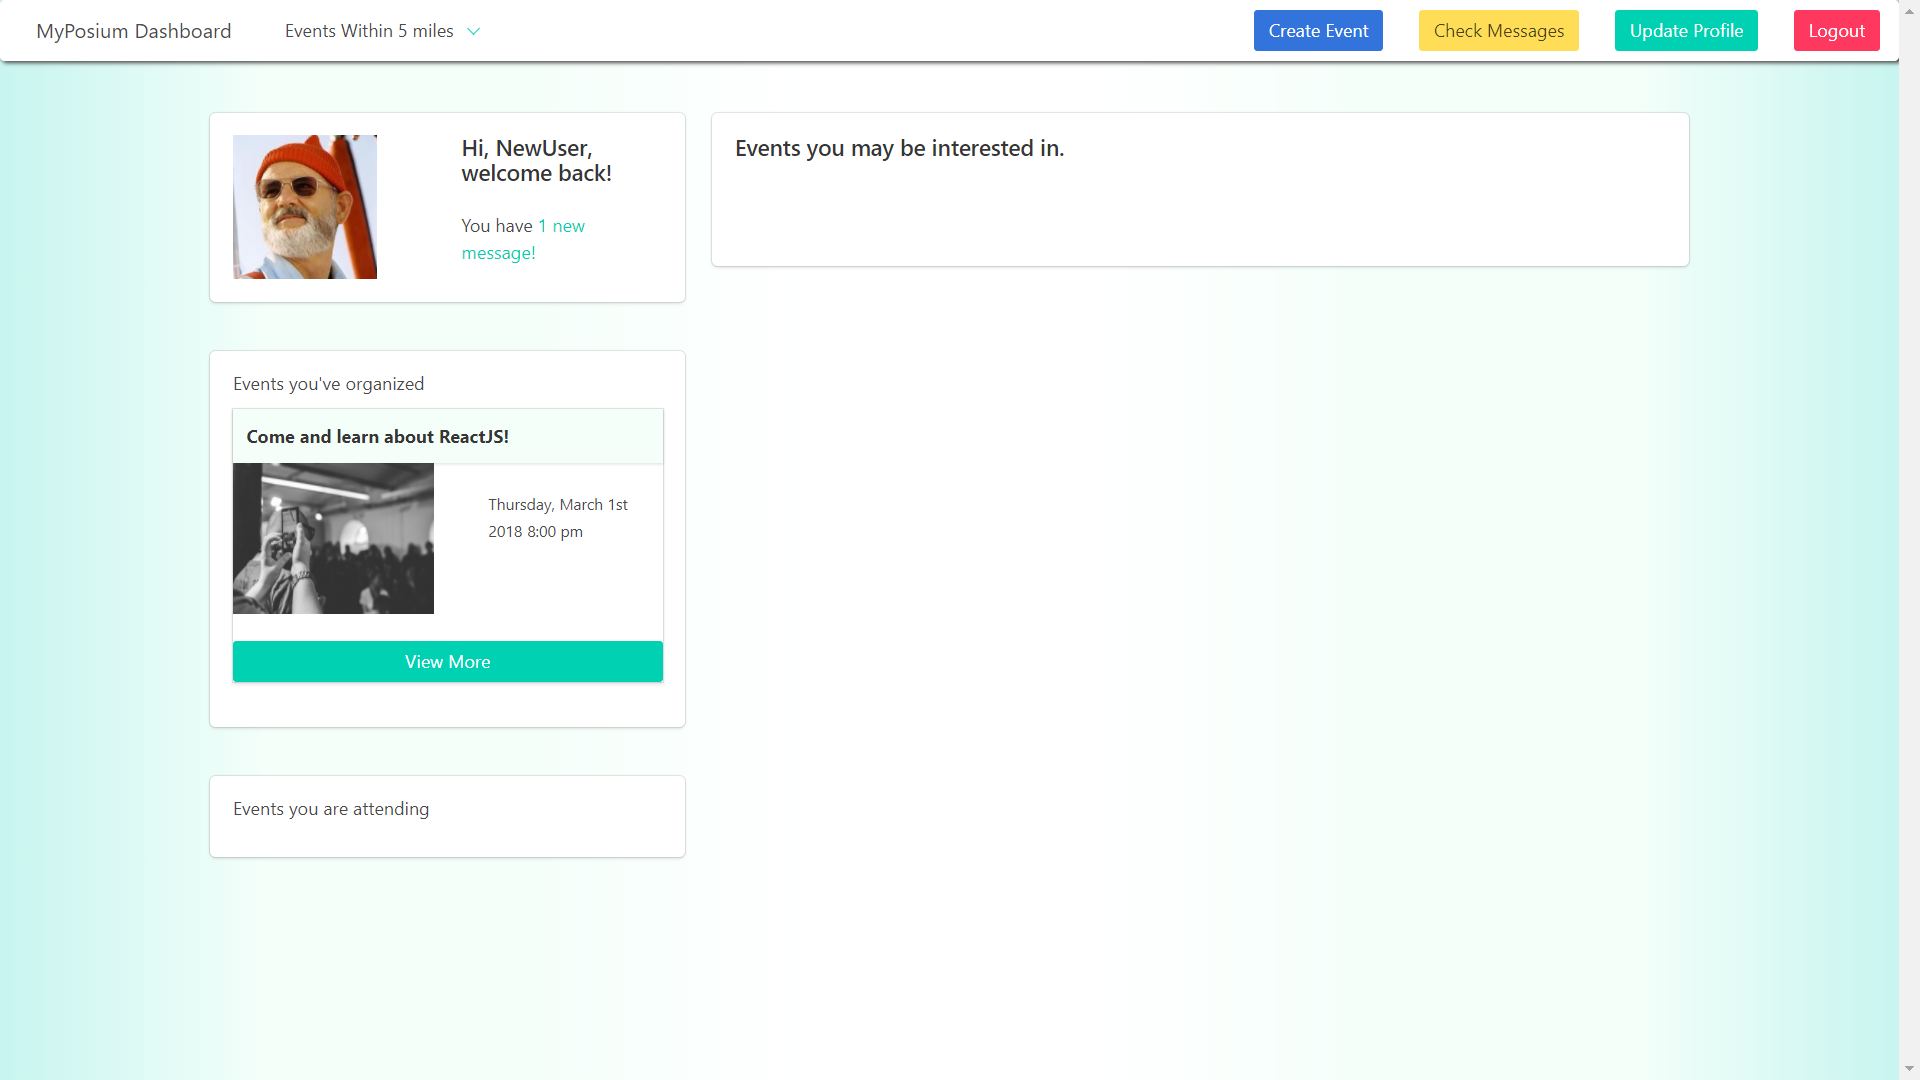 MyPosium Dashboard
Events Within 5 miles
Create Event
Check Messages
Update Profile
Logout
Hi, NewUser,
welcome back!
You have 1 new
message!
Events you may be interested in.
Events you've organized
Come and learn about ReactJS!
Thursday, March 1st
2018 8:00 pm
View More
Events you are attending